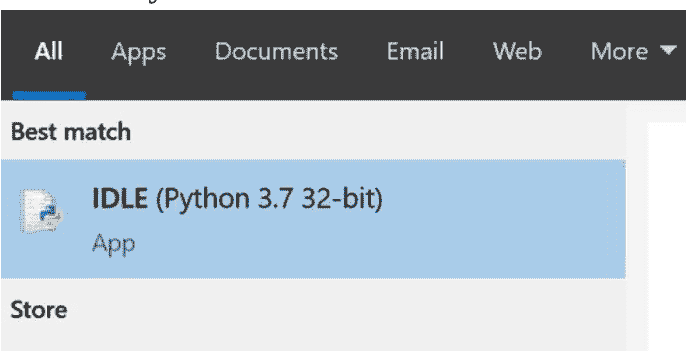 All Apps Documents Email Web More
Best match
IDLE (Python 3.7 32-bit)
App
Store